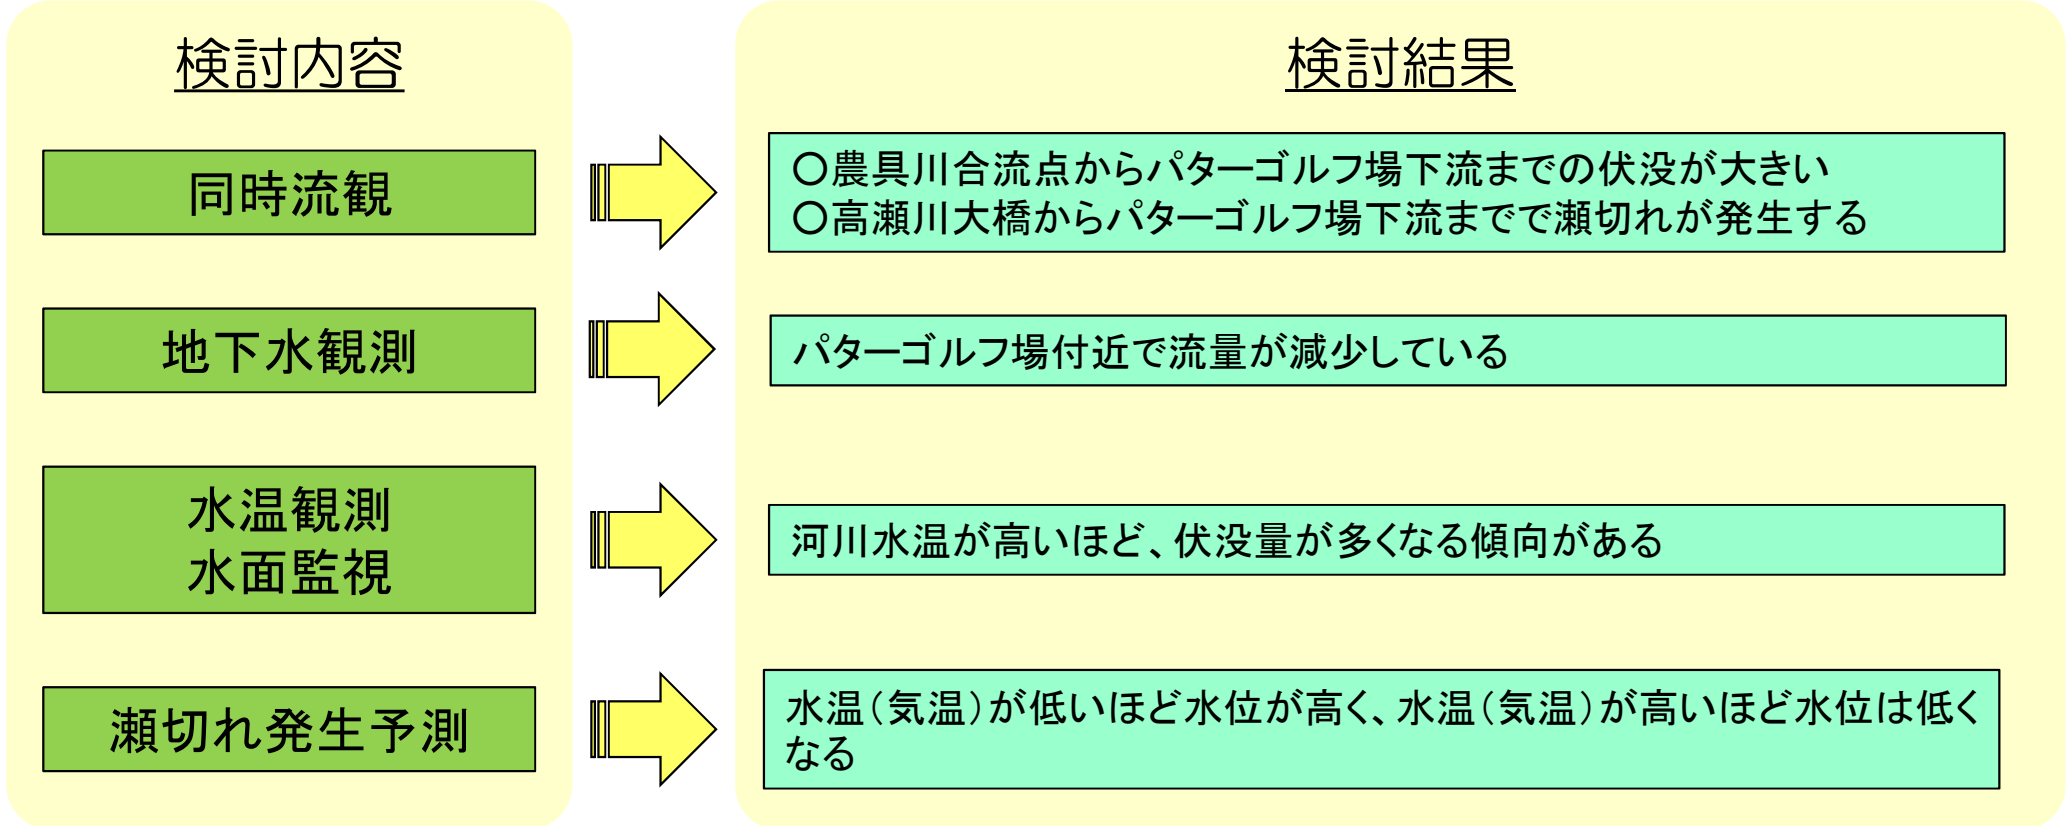 検討内容
検討結果
同時流観
〇農具川合流点からパターゴルフ場下流までの伏没が大きい
〇高瀬川大橋からパターゴルフ場下流までで瀬切れが発生する
地下水観測
パターゴルフ場付近で流量が減少している
水温観測
水面監視
河川水温が高いほど、伏没量が多くなる傾向がある
瀬切れ発生予測
水温（気温）が低いほど水位が高く、水温（気温）が高いほど水位は低く
なる